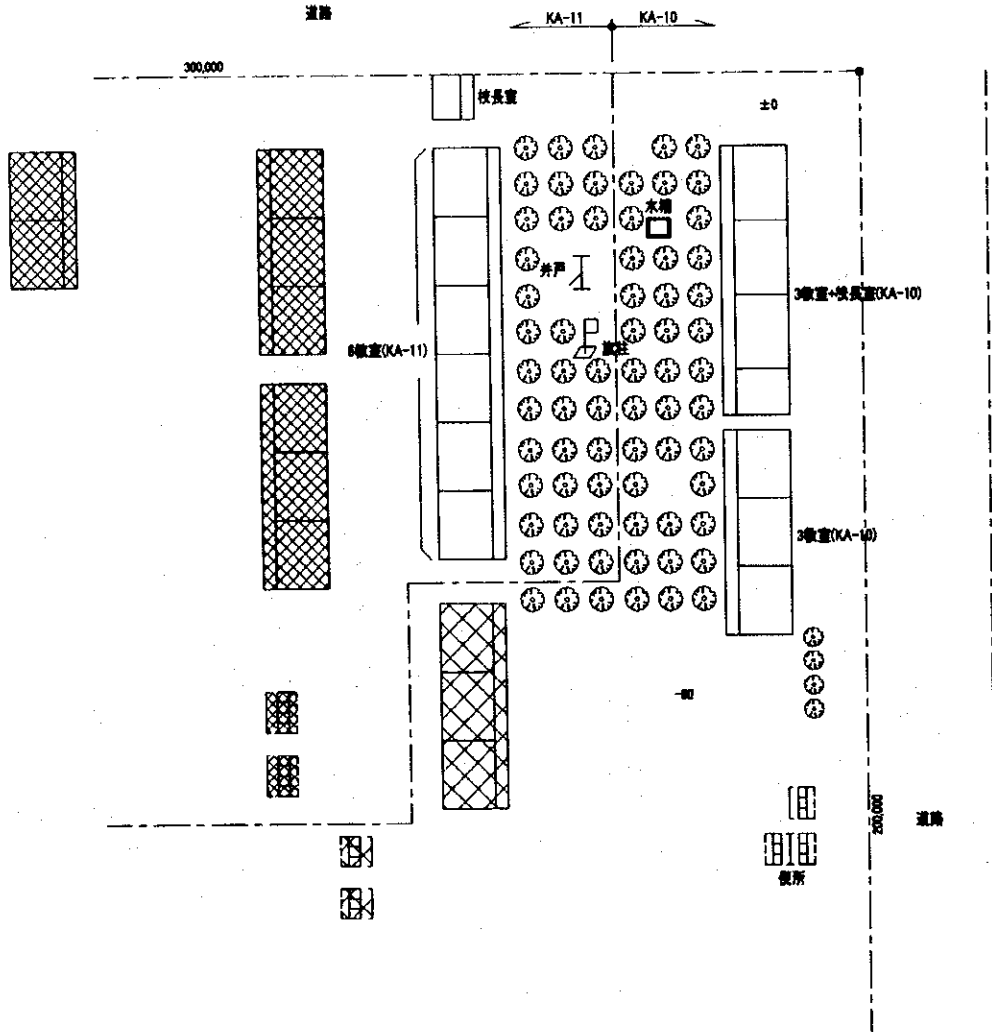 道路
KA-11
KA-10
300,000
校長室
±0
水槽
井戸
3教室+校長室(KA-10)
旗柱
6教室(KA-11)
3教室(KA-10)
200,000
道路
便所